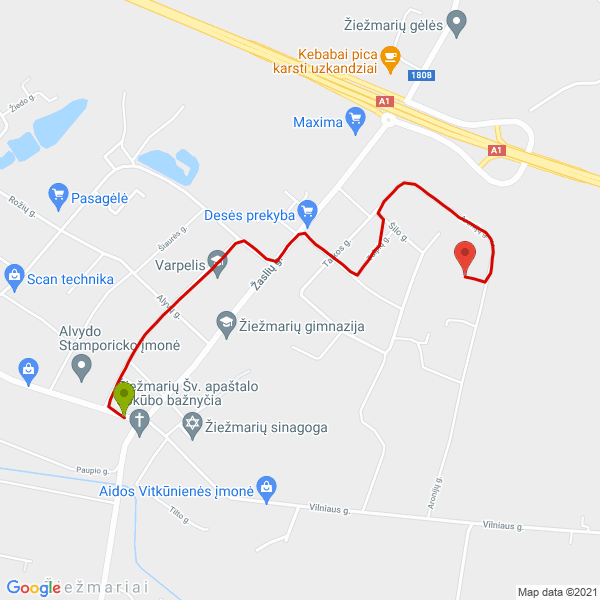 Žiežmarių gėlės
Kebabai pica
karsti uzkandziai
1808
A1
Maxima
A1
Žiedo g.
Pasagėlė
Rožių g.
Desės prekyba
Šiaurės g.
Šilo g.
Taikos g.
Varpelis
Žaslių g.
Scan technika
Alyvų g.
Žiežmarių gimnazija
Alvydo
Stamporicko įmonė
Žiežmarių Šv. apaštalo
bažnyčia
Žiežmarių sinagoga
Paupio g.
Aidos Vitkūnienės įmonė
Aronijų g.
Tilto g.
Vilniaus g.
Vilniaus g.
Žiežmariai
Google
Map data ©2021